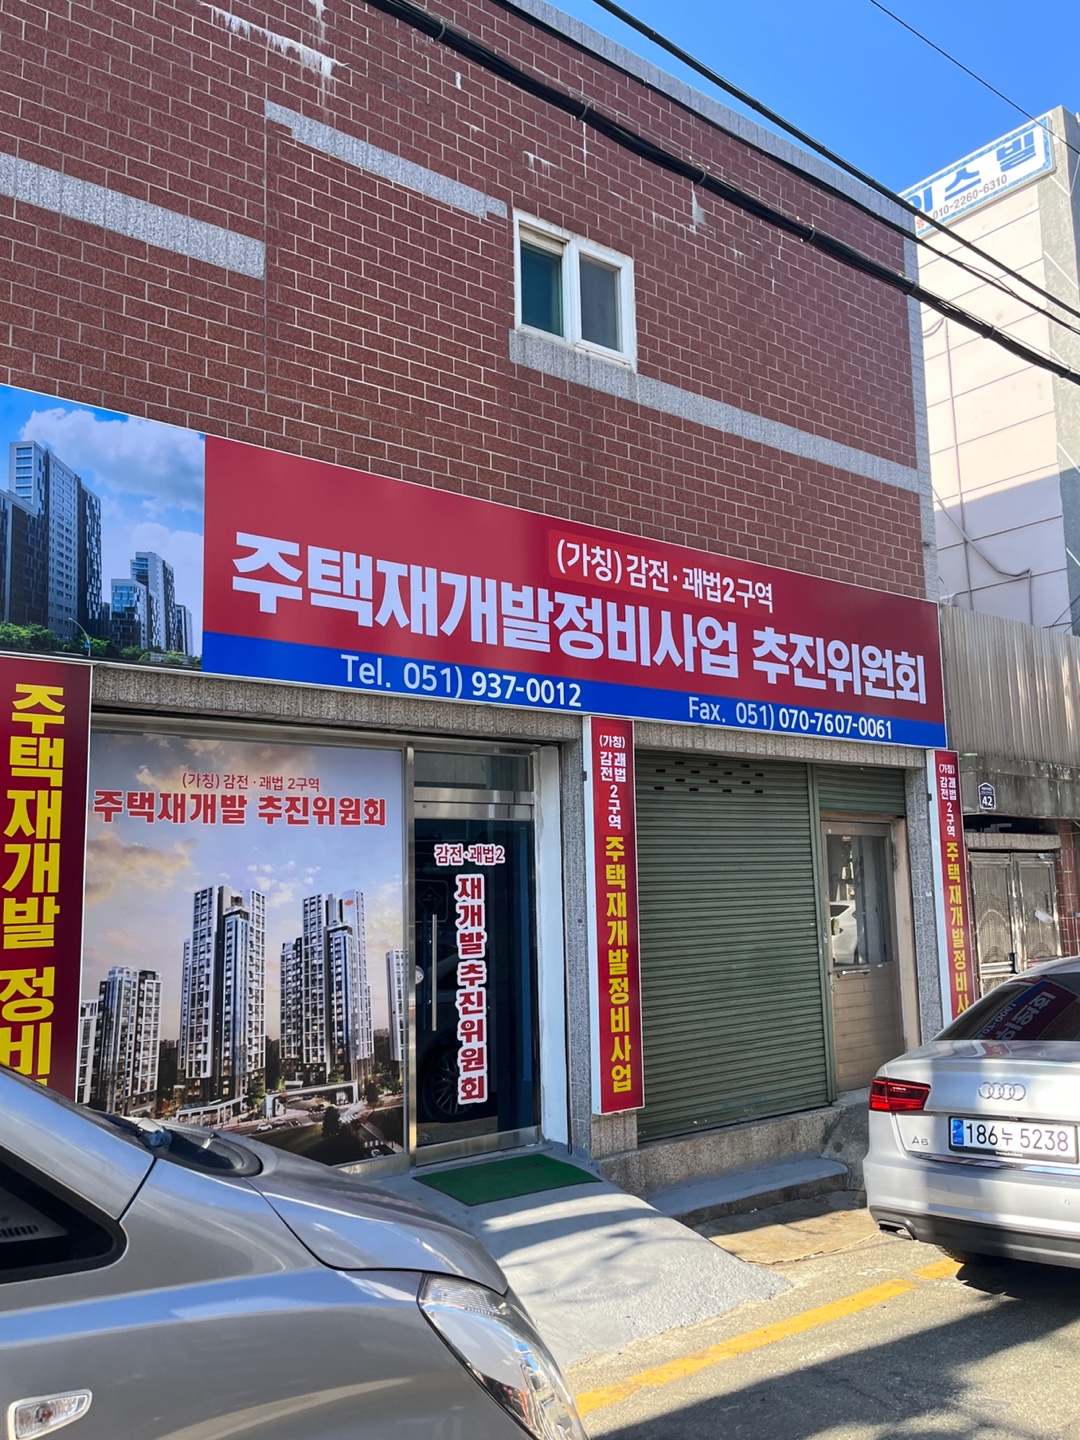 이스빌
010-2260-6310
(가칭) 감전·괘법2구역
주택재개발정비사업 추진위원회
Tel. 051) 937-0012
Fax. 051) 070-7607-0061
주택재개발 정비
(가칭) 감전·괘법 2구역
주택재개발 추진위원회
감전·괘법2
재개발추진위원회
(가칭)
감전 괘법
2구역
주택재개발정비사업
(가칭)
감전 괘법
2구역
주택재개발정비사
42
A6
186누 5238